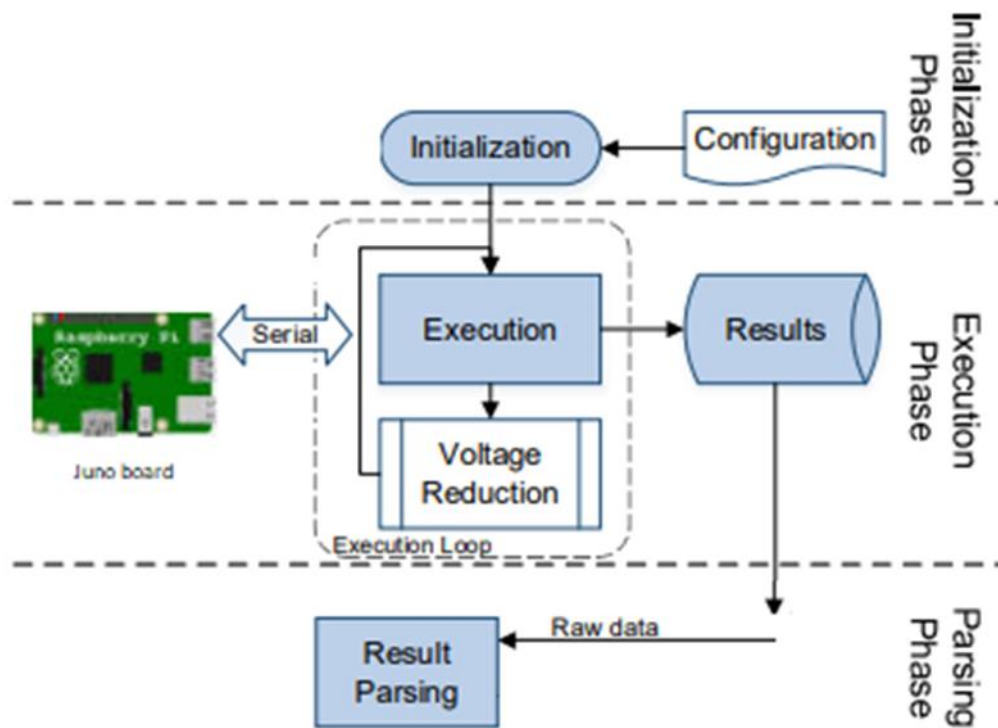 Initialization
Phase
Initialization
Configuration
Execution
Phase
Raspberry Pi
Juno board
Serial
Execution
Results
Voltage
Reduction
Execution Loop
Parsing
Phase
Raw data
Result
Parsing